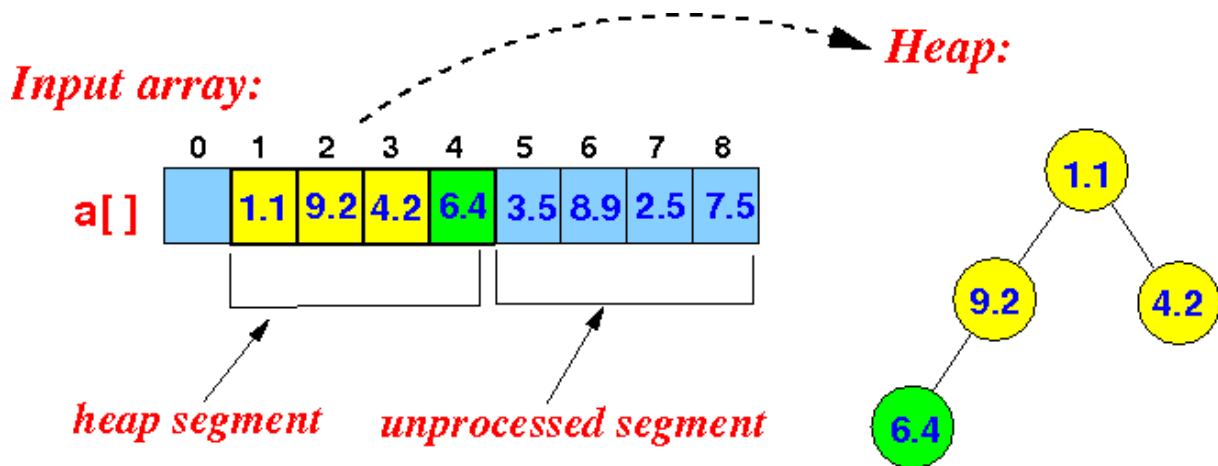 Heap:
Input array:
0 1 2 3 4 5 6 7 8
a[ ] 1.1 9.2 4.2 6.4 3.5 8.9 2.5 7.5
1.1
9.2 4.2
6.4
heap segment unprocessed segment